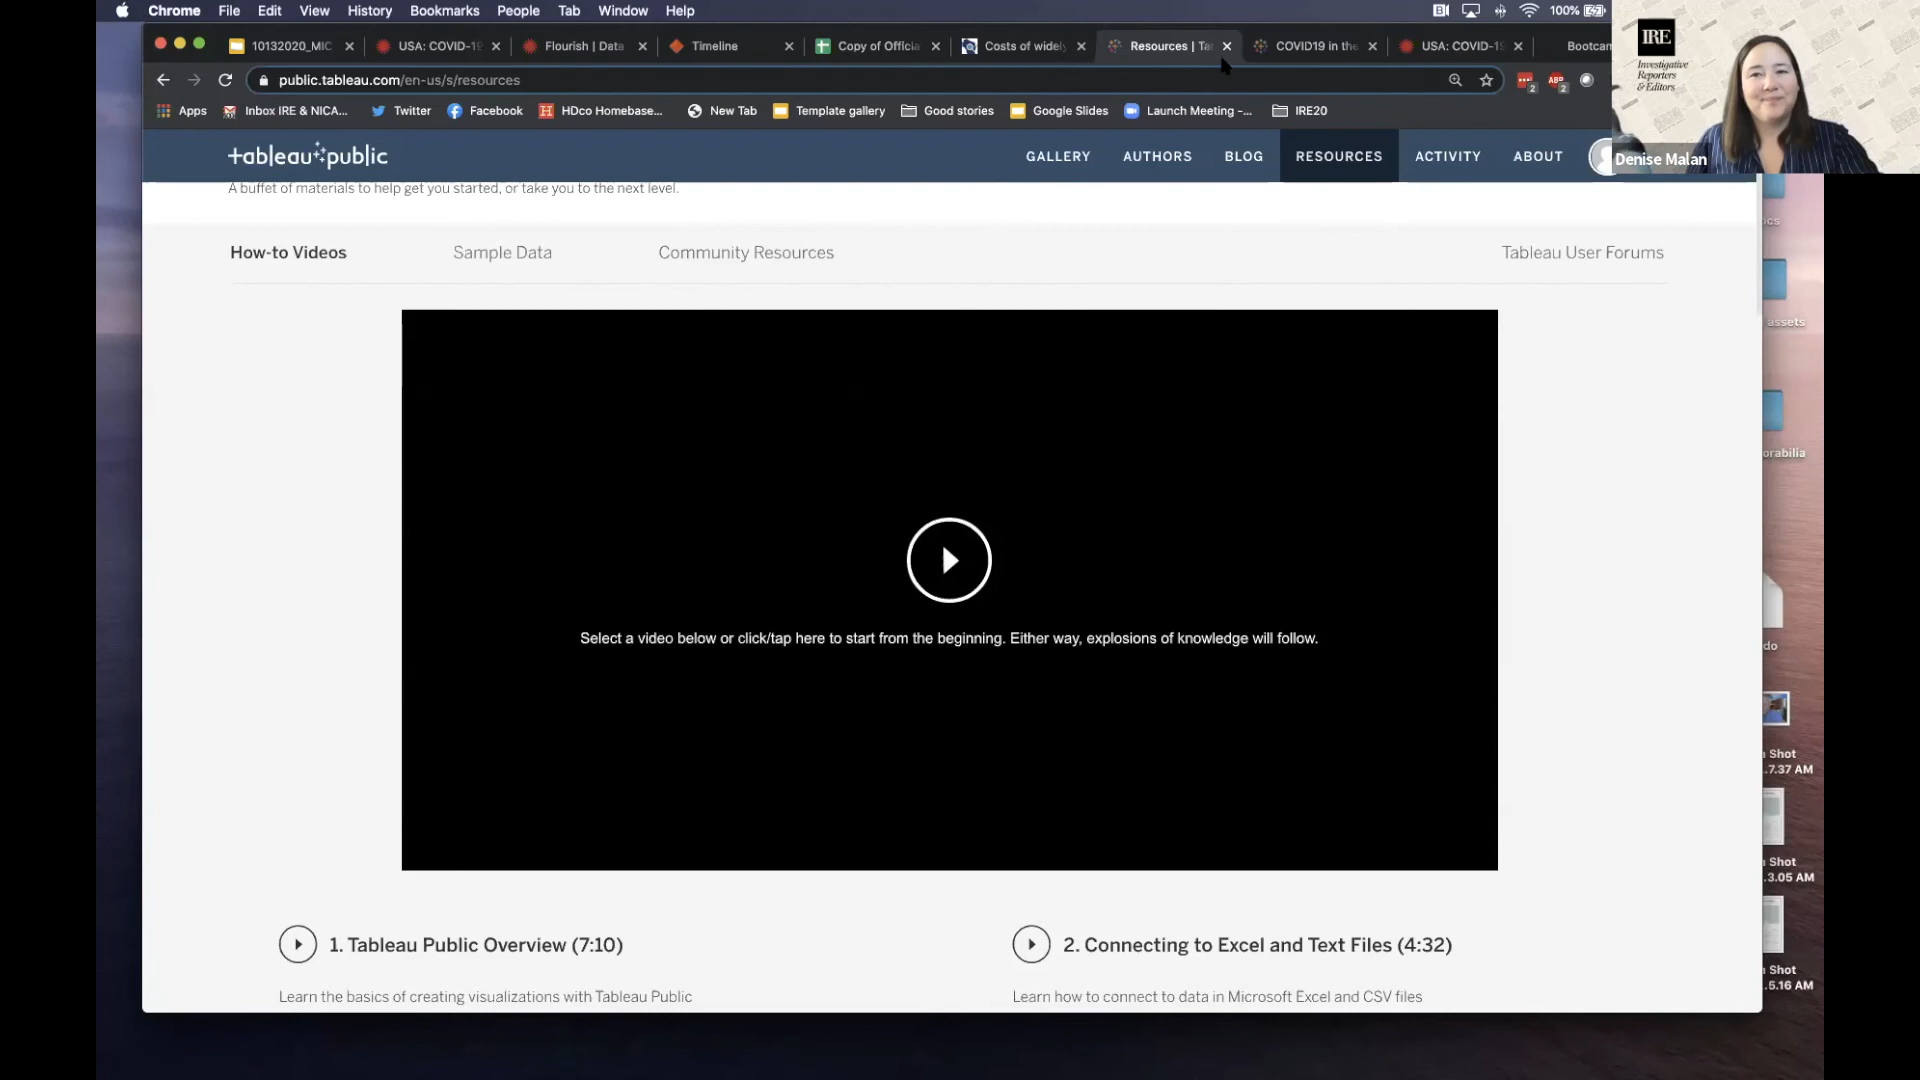 Chrome File Edit View History Bookmarks People Tab Window Help
100%
10132020_MIC
USA: COVID-19
Flourish | Data
Timeline
Copy of Officia
Costs of widely
Resources | Ta
COVID19 in the
USA: COVID-19
Bootcam
public.tableau.com/en-us/s/resources
2
ABP
2
Apps
Inbox IRE & NICA...
Twitter
Facebook
HDco Homebase...
New Tab
Template gallery
Good stories
Google Slides
Launch Meeting -...
IRE20
IRE
Investigative
Reporters
& Editors
Denise Malan
tableau public
GALLERY
AUTHORS
BLOG
RESOURCES
ACTIVITY
ABOUT
A buffet of materials to help get you started, or take you to the next level.
How-to Videos
Sample Data
Community Resources
Tableau User Forums
Select a video below or click/tap here to start from the beginning. Either way, explosions of knowledge will follow.
1. Tableau Public Overview (7:10)
Learn the basics of creating visualizations with Tableau Public
2. Connecting to Excel and Text Files (4:32)
Learn how to connect to data in Microsoft Excel and CSV files
assets
orabilia
do
Shot
.7.37 AM
Shot
.3.05 AM
Shot
.5.16 AM